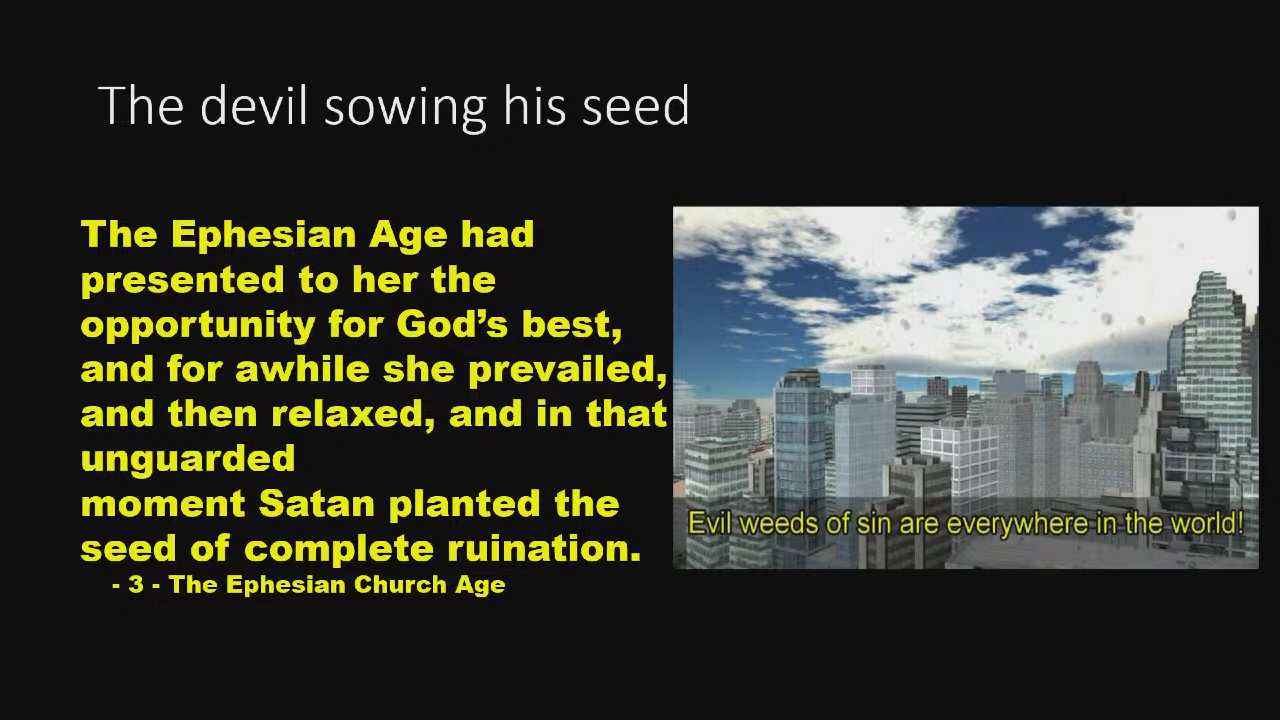 The devil sowing his seed
The Ephesian Age had
presented to her the
opportunity for God’s best,
and for awhile she prevailed,
and then relaxed, and in that
unguarded
moment Satan planted the
seed of complete ruination.
- 3 - The Ephesian Church Age
Evil weeds of sin are everywhere in the world!